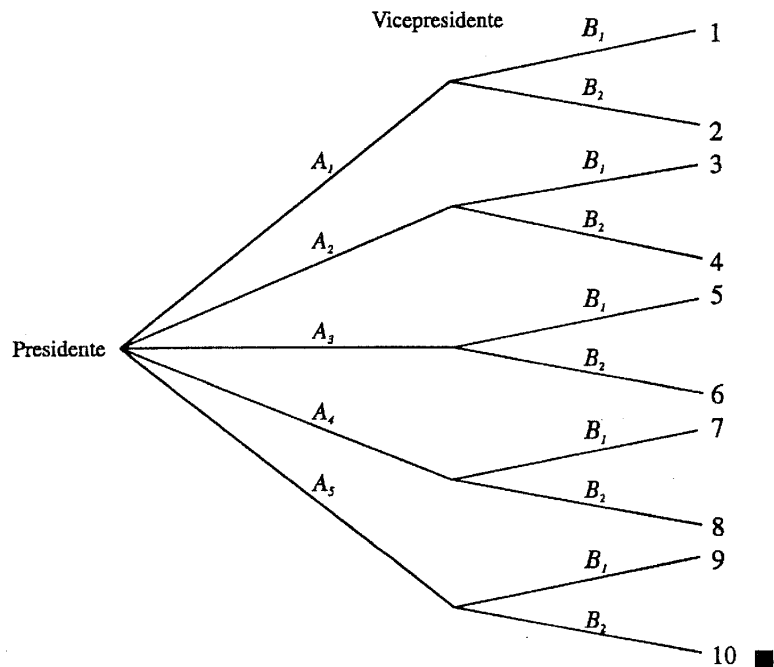 Vicepresidente
B₁ 1
B₂ 2
A₁
B₁ 3
A₂
B₂ 4
B₁ 5
Presidente
A₃
B₂ 6
A₄
B₁ 7
A₅
B₂ 8
B₁ 9
B₂ 10